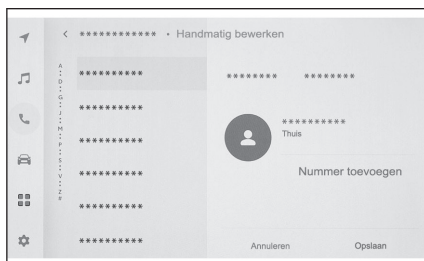 ************ • Handmatig bewerken
A
•
D
•
G
•
J
•
M
•
P
•
S
•
V
•
Z
#
**********
**********
**********
**********
**********
**********
******** ********
**********
Thuis
Nummer toevoegen
Annuleren Opslaan